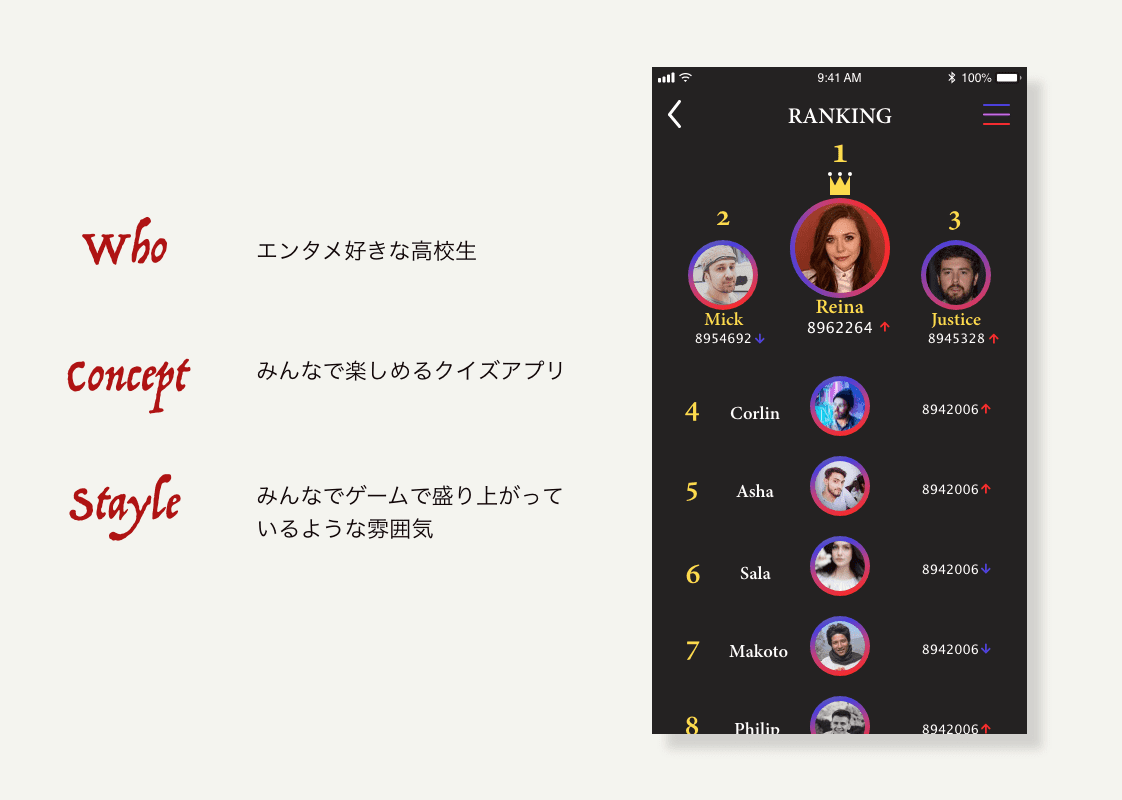 Who
エンタメ好きな高校生
Concept
みんなで楽しめるクイズアプリ
Stayle
みんなでゲームで盛り上がって
いるような雰囲気
9:41 AM
100%
RANKING
1
2
3
Reina
8962264
Mick
8954692
Justice
8945328
4 Corlin 8942006
5 Asha 8942006
6 Sala 8942006
7 Makoto 8942006
8 Philip 8942006